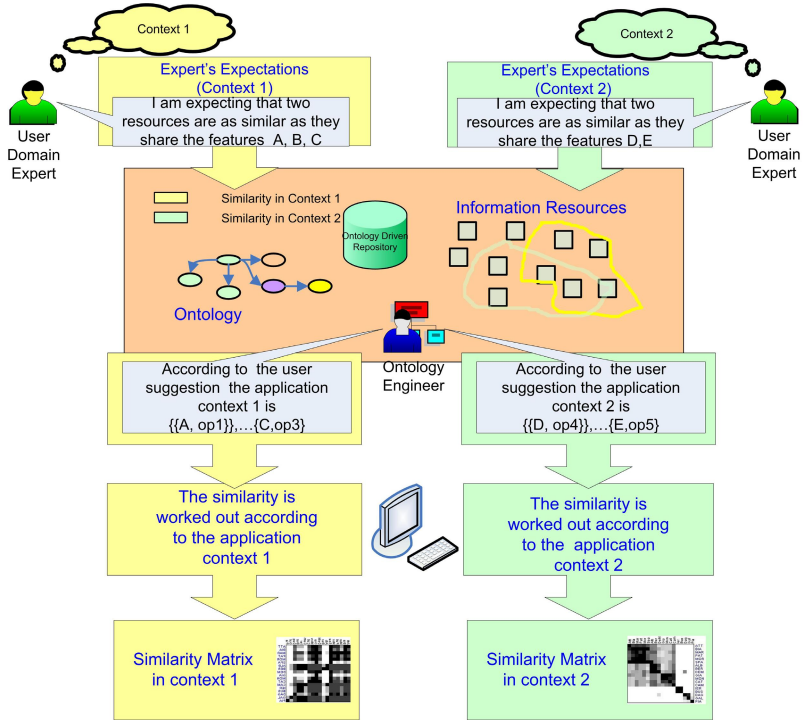 Context 1
Context 2
Expert's Expectations
(Context 1)
I am expecting that two
resources are as similar as they
share the features A, B, C
User
Domain
Expert
Expert's Expectations
(Context 2)
I am expecting that two
resources are as similar as they
share the features D,E
User
Domain
Expert
Similarity in Context 1
Similarity in Context 2
Ontology Driven
Repository
Information Resources
Ontology
Ontology
Engineer
According to the user
suggestion the application
context 1 is
{{A, op1}},...{C,op3}
According to the user
suggestion the application
context 2 is
{{D, op4}},...{E,op5}
The similarity is
worked out according
to the application
context 1
The similarity is
worked out according
to the application
context 2
Similarity Matrix
in context 1
Similarity Matrix
in context 2